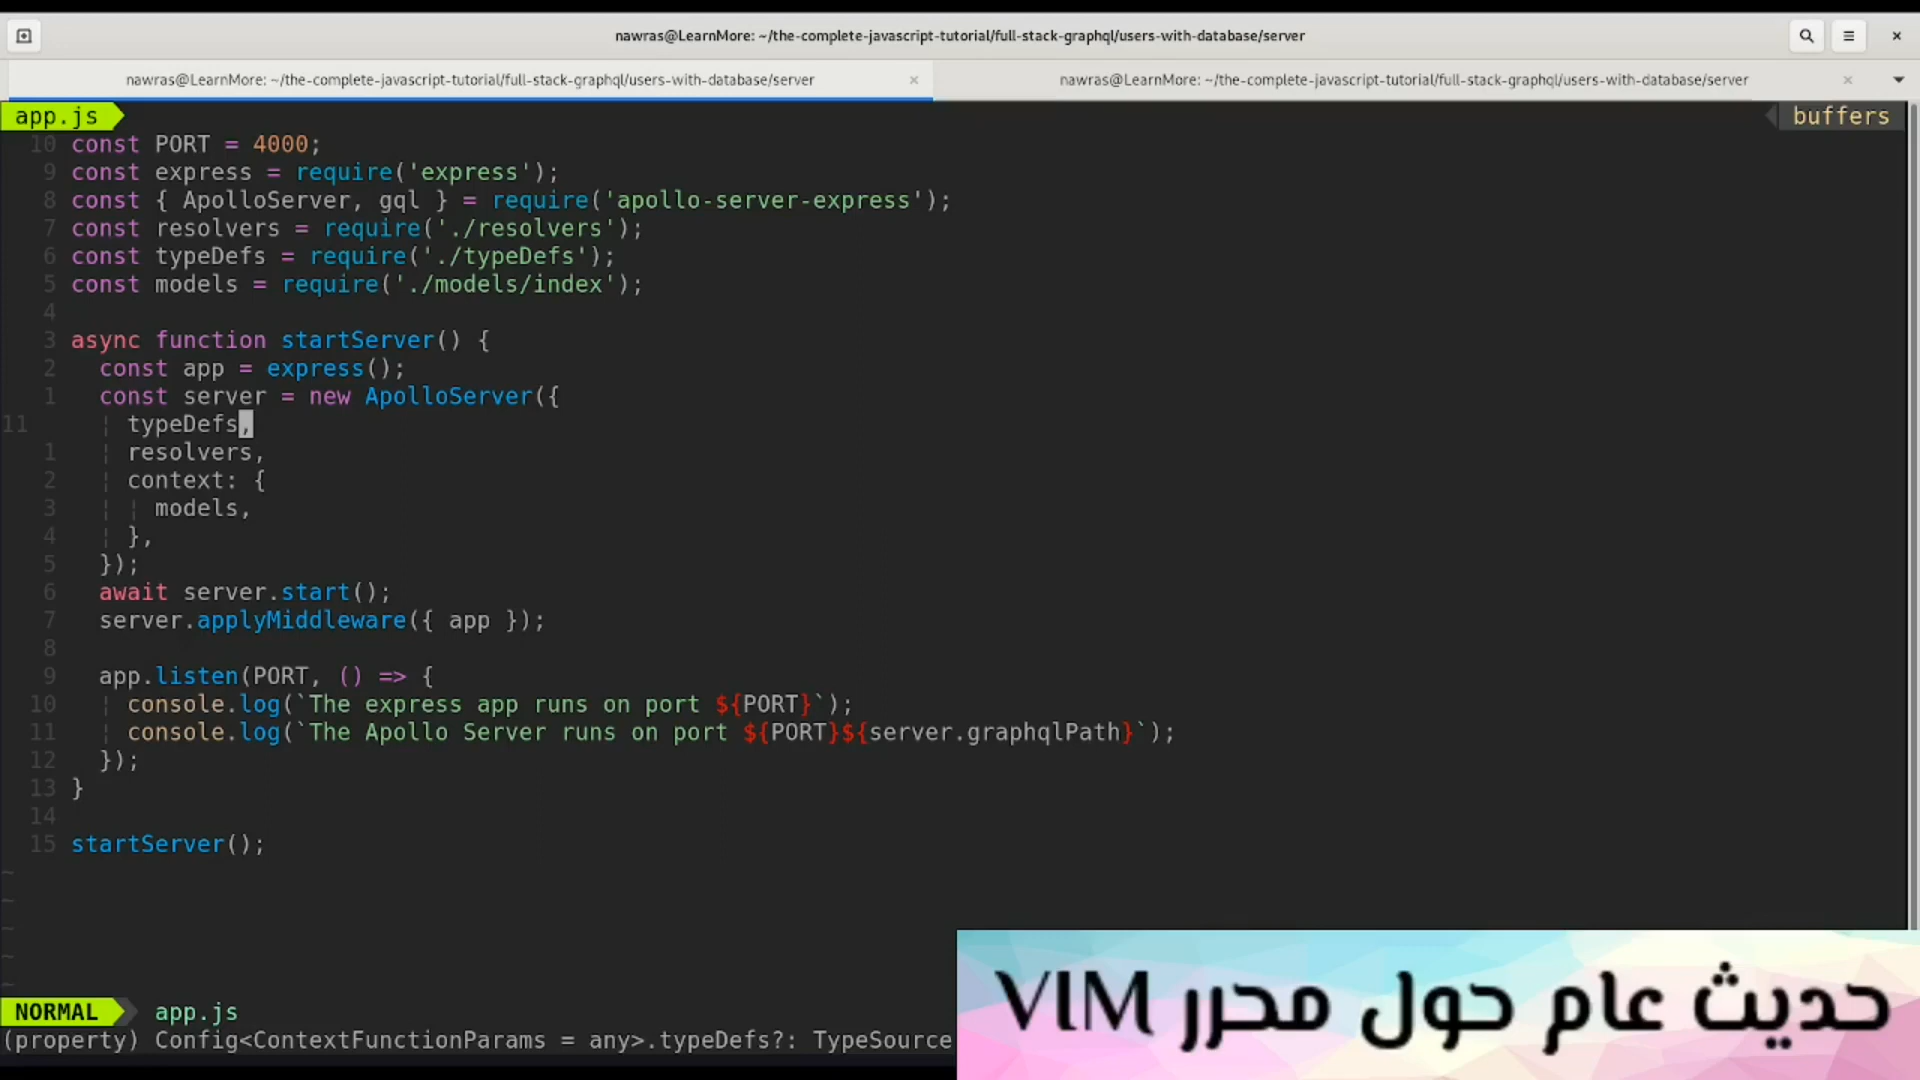 nawras@LearnMore: ~/the-complete-javascript-tutorial/full-stack-graphql/users-with-database/server
nawras@LearnMore: ~/the-complete-javascript-tutorial/full-stack-graphql/users-with-database/server
nawras@LearnMore: ~/the-complete-javascript-tutorial/full-stack-graphql/users-with-database/server
app.js buffers
10 const PORT = 4000;
9 const express = require('express');
8 const { ApolloServer, gql } = require('apollo-server-express');
7 const resolvers = require('./resolvers');
6 const typeDefs = require('./typeDefs');
5 const models = require('./models/index');
4
3 async function startServer() {
2   const app = express();
1   const server = new ApolloServer({
11     typeDefs,
1     resolvers,
2     context: {
3       models,
4     },
5   });
6   await server.start();
7   server.applyMiddleware({ app });
8
9   app.listen(PORT, () => {
10     console.log(`The express app runs on port ${PORT}`);
11     console.log(`The Apollo Server runs on port ${PORT}${server.graphqlPath}`);
12   });
13 }
14
15 startServer();
~
~
~
~
~
NORMAL app.js
(property) Config<ContextFunctionParams = any>.typeDefs?: TypeSource
حديث عام حول محرر VIM